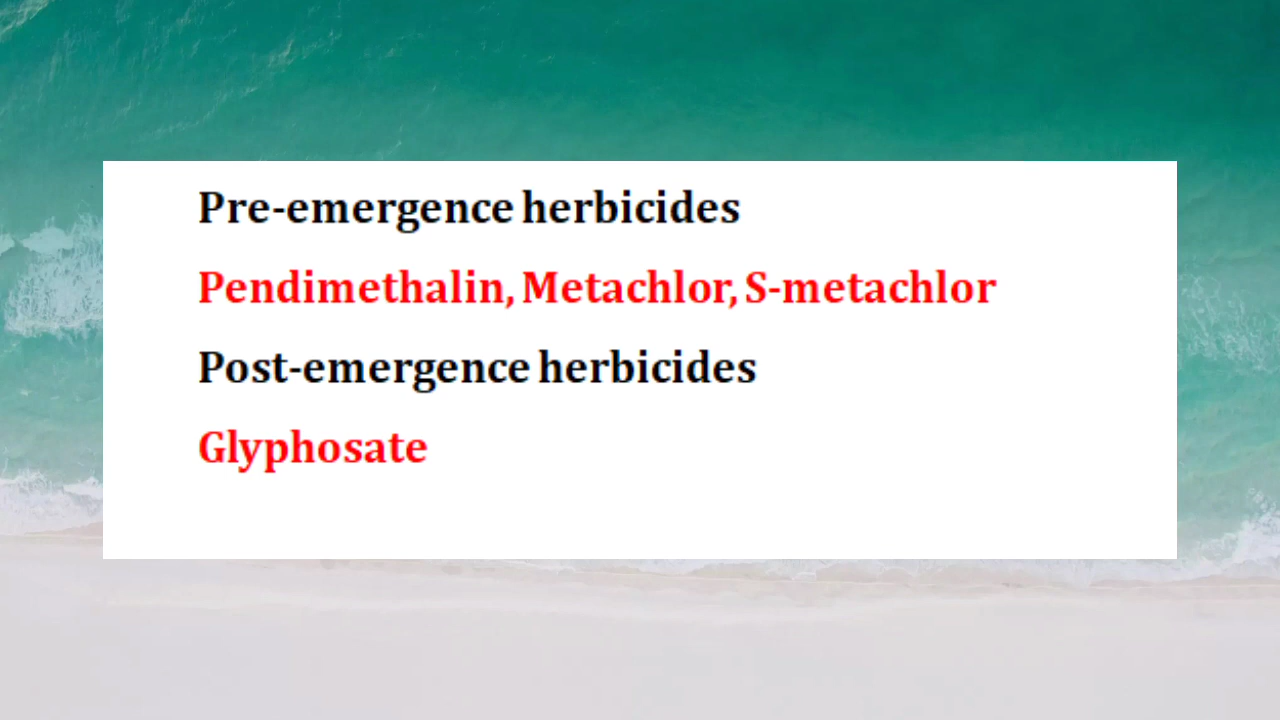 Pre-emergence herbicides
Pendimethalin, Metachlor, S-metachlor
Post-emergence herbicides
Glyphosate